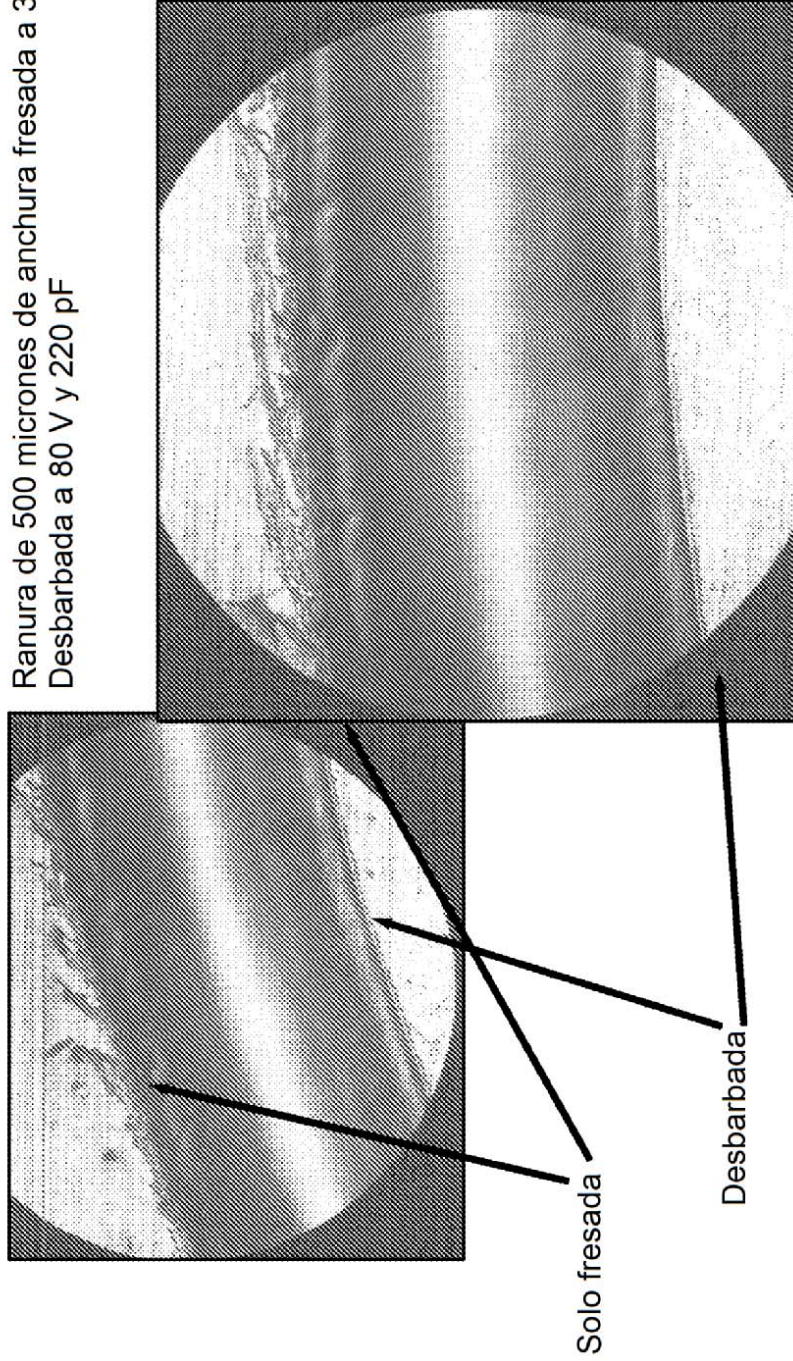 Ranura de 500 micrones de anchura fresada a 3
Desbarbada a 80 V y 220 pF
Solo fresada
Desbarbada